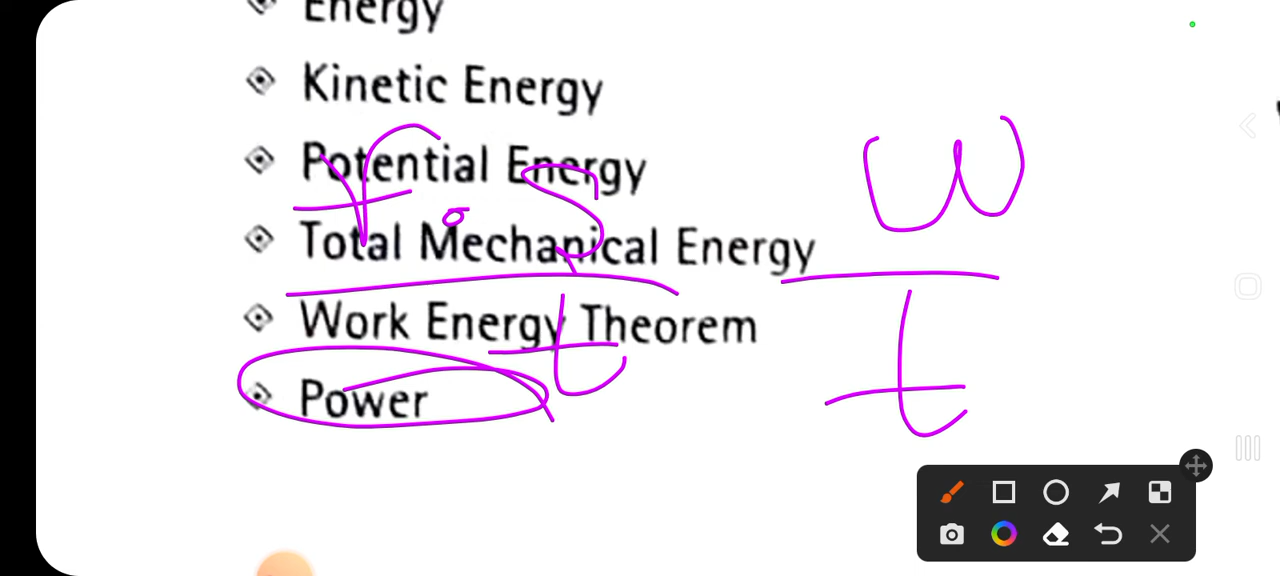 Energy
Kinetic Energy
Potential Energy
f.s
Total Mechanical Energy
Work Energy Theorem
t
Power
W
t